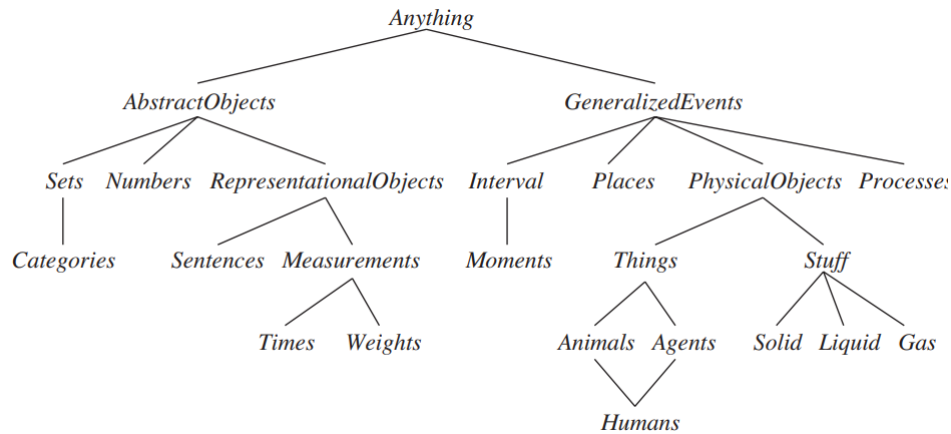 Anything
AbstractObjects GeneralizedEvents
Sets Numbers RepresentationalObjects Interval Places PhysicalObjects Processes
Categories Sentences Measurements Moments Things Stuff
Times Weights Animals Agents Solid Liquid Gas
Humans